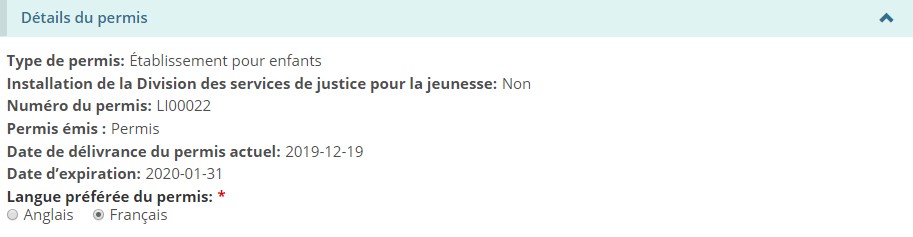 Détails du permis
Type de permis: Établissement pour enfants
Installation de la Division des services de justice pour la jeunesse: Non
Numéro du permis: LI00022
Permis émis : Permis
Date de délivrance du permis actuel: 2019-12-19
Date d’expiration: 2020-01-31
Langue préférée du permis: *
Anglais Français